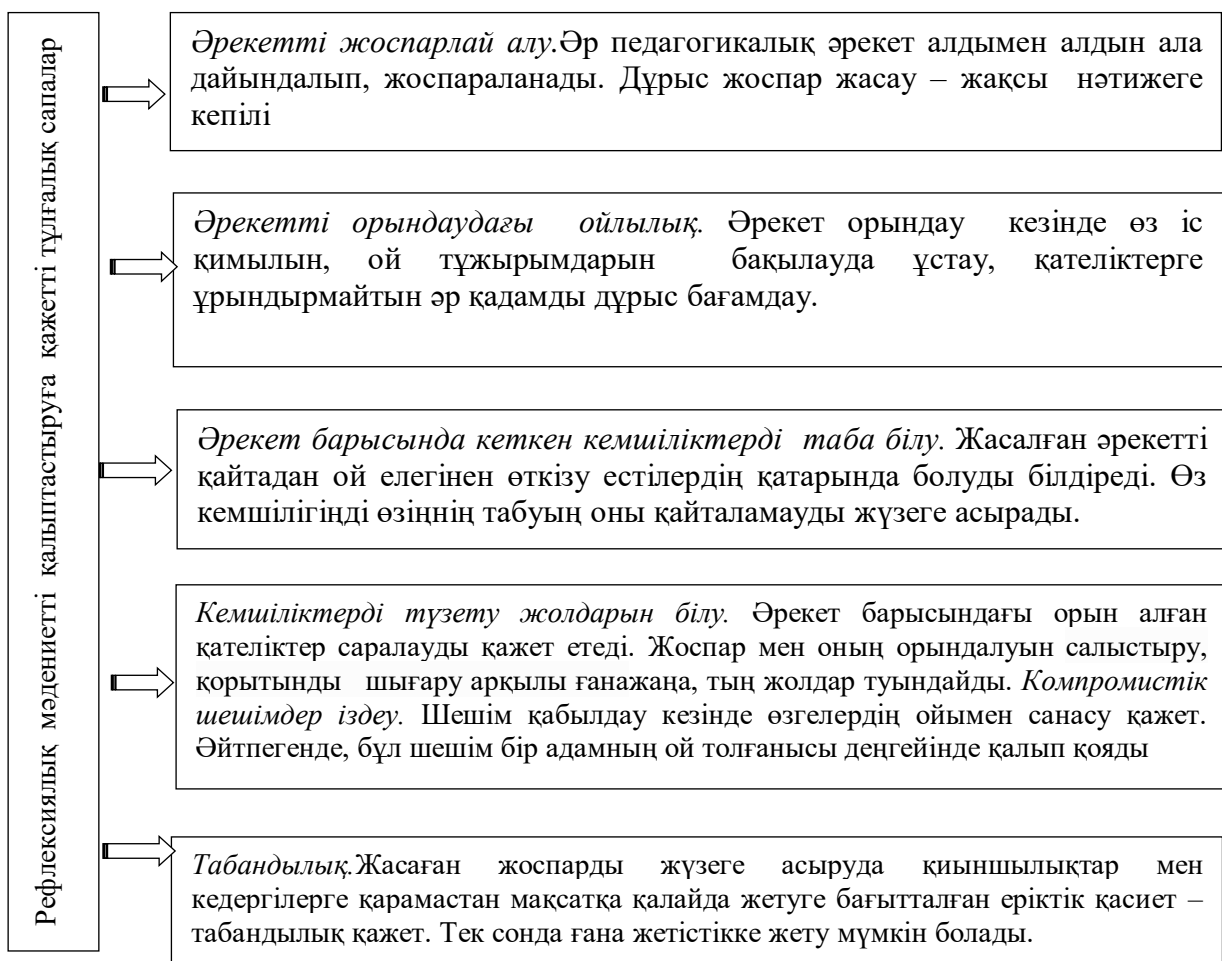 Рефлексиялық мәдениетті қалыптастыруға қажетті тұлғалық сапалар
Әрекетті жоспарлай алу.Әр педагогикалық әрекет алдымен алдын ала
дайындалып, жоспараланады. Дұрыс жоспар жасау – жақсы нәтижеге
кепілі
Әрекетті орындаудағы ойлылық. Әрекет орындау кезінде өз іс
қимылын, ой тұжырымдарын бақылауда ұстау, қателіктерге
ұрындырмайтын әр қадамды дұрыс бағамдау.
Әрекет барысында кеткен кемшіліктерді таба білу. Жасалған әрекетті
қайтадан ой елегінен өткізу естілердің қатарында болуды білдіреді. Өз
кемшілігіңді өзіңнің табуың оны қайталамауды жүзеге асырады.
Кемшіліктерді түзету жолдарын білу. Әрекет барысындағы орын алған
қателіктер саралауды қажет етеді. Жоспар мен оның орындалуын салыстыру,
қорытынды шығару арқылы ғанажаңа, тың жолдар туындайды. Компромистік
шешімдер іздеу. Шешім қабылдау кезінде өзгелердің ойымен санасу қажет.
Әйтпегенде, бұл шешім бір адамның ой толғанысы деңгейінде қалып қояды
Табандылық.Жасаған жоспарды жүзеге асыруда қиыншылықтар мен
кедергілерге қарамастан мақсатқа қалайда жетуге бағытталған еріктік қасиет –
табандылық қажет. Тек сонда ғана жетістікке жету мүмкін болады.